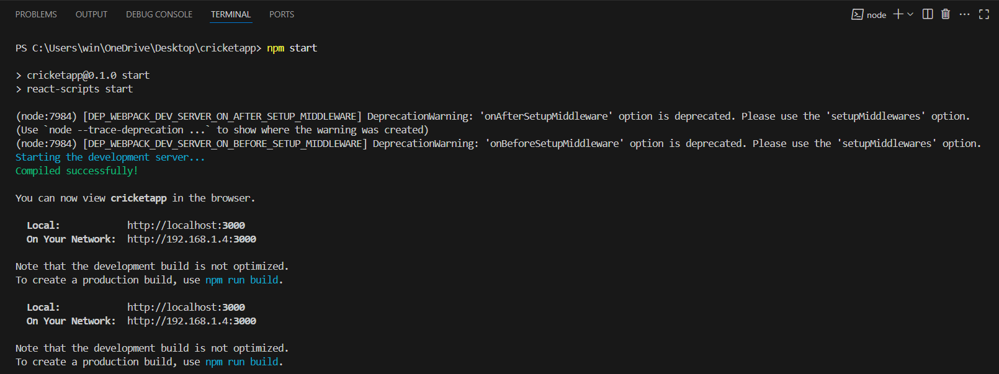 PROBLEMS OUTPUT DEBUG CONSOLE TERMINAL PORTS node
PS C:\Users\win\OneDrive\Desktop\cricketapp> npm start
> cricketapp@0.1.0 start
> react-scripts start
(node:7984) [DEP_WEBPACK_DEV_SERVER_ON_AFTER_SETUP_MIDDLEWARE] DeprecationWarning: 'onAfterSetupMiddleware' option is deprecated. Please use the 'setupMiddlewares' option.
(Use `node --trace-deprecation ...` to show where the warning was created)
(node:7984) [DEP_WEBPACK_DEV_SERVER_ON_BEFORE_SETUP_MIDDLEWARE] DeprecationWarning: 'onBeforeSetupMiddleware' option is deprecated. Please use the 'setupMiddlewares' option.
Starting the development server...
Compiled successfully!
You can now view cricketapp in the browser.
Local: http://localhost:3000
On Your Network: http://192.168.1.4:3000
Note that the development build is not optimized.
To create a production build, use npm run build.
Local: http://localhost:3000
On Your Network: http://192.168.1.4:3000
Note that the development build is not optimized.
To create a production build, use npm run build.